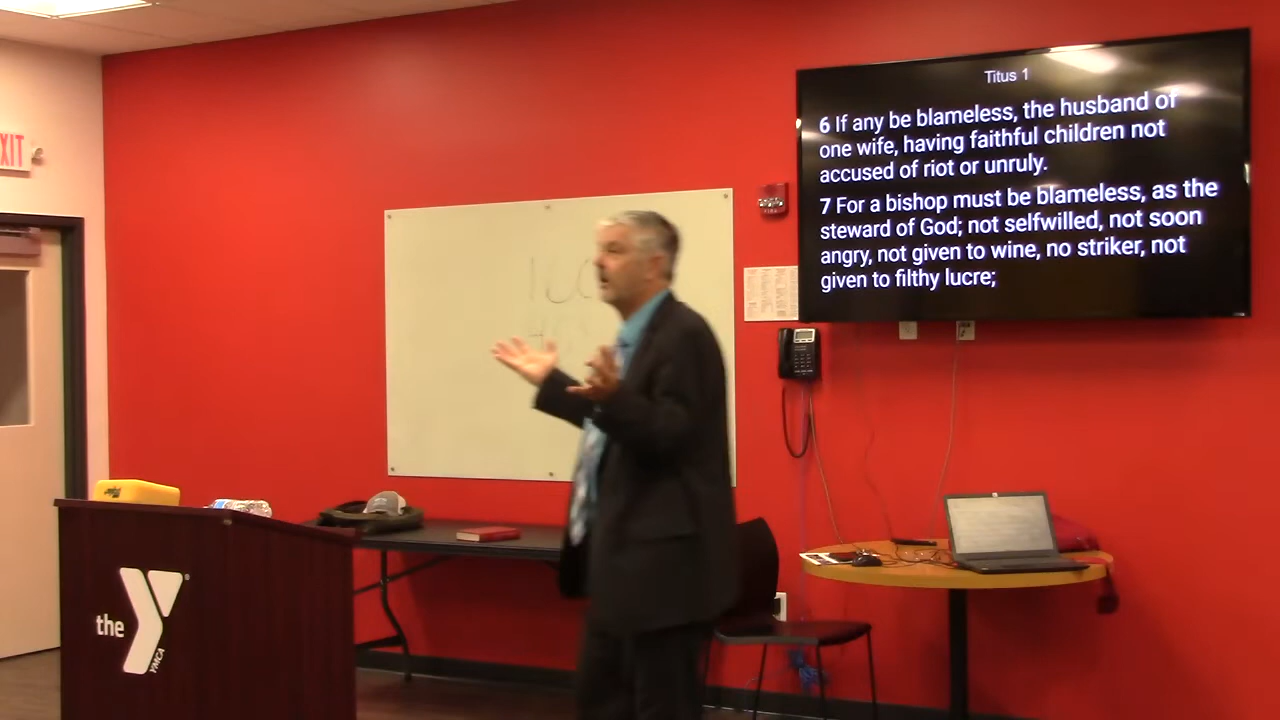 XIT
Titus 1
6 If any be blameless, the husband of
one wife, having faithful children not
accused of riot or unruly.
7 For a bishop must be blameless, as the
steward of God; not selfwilled, not soon
angry, not given to wine, no striker, not
given to filthy lucre;
FIRE
the
YMCA